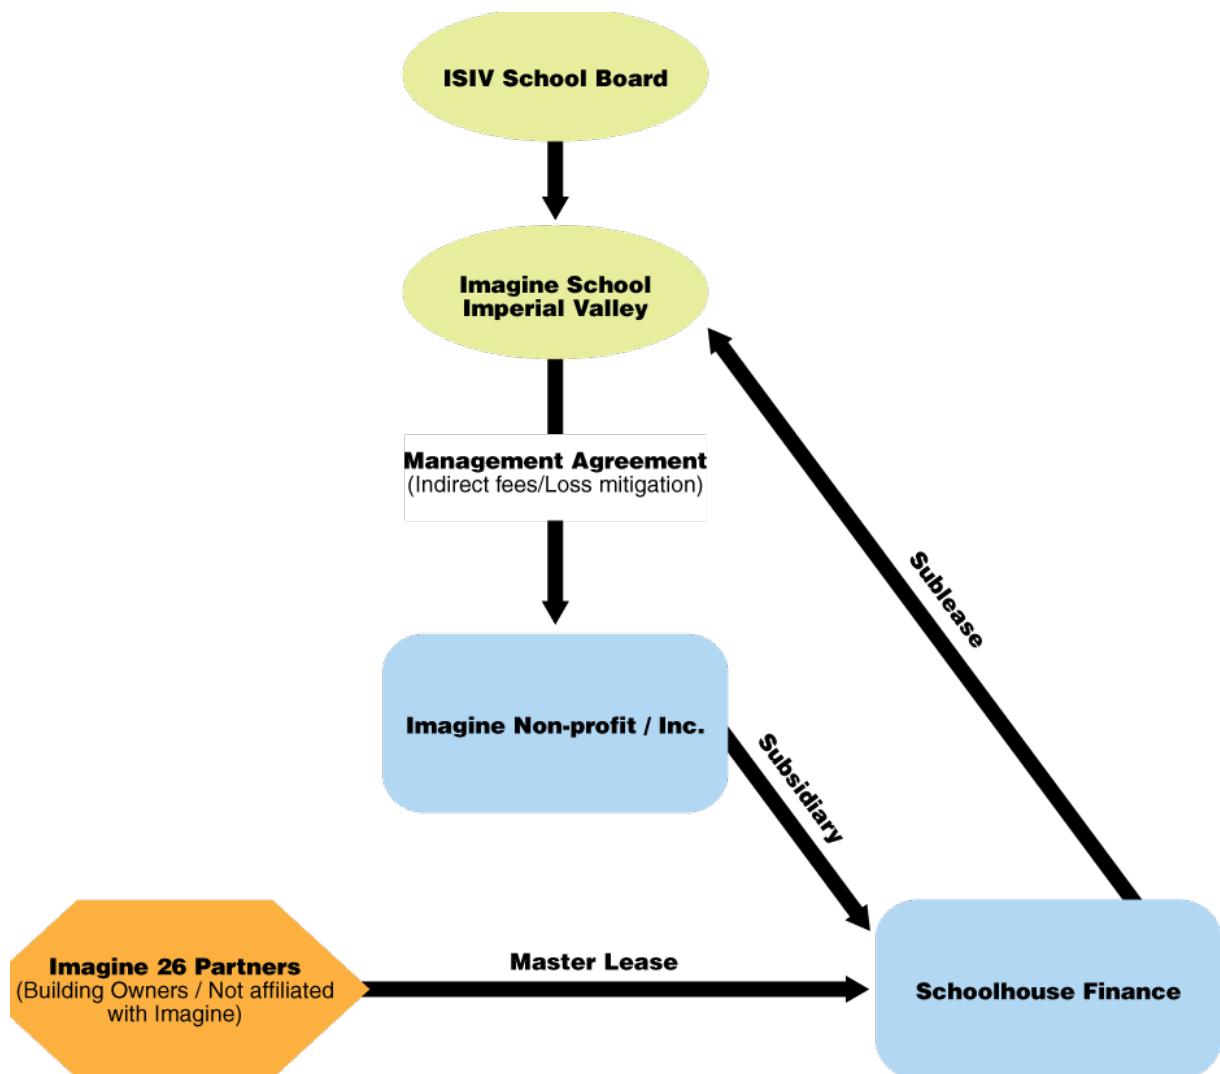 ISIV School Board
Imagine School
Imperial Valley
Management Agreement
(Indirect fees/Loss mitigation)
Sublease
Imagine Non-profit / Inc.
Subsidiary
Imagine 26 Partners
(Building Owners / Not affiliated
with Imagine)
Master Lease
Schoolhouse Finance